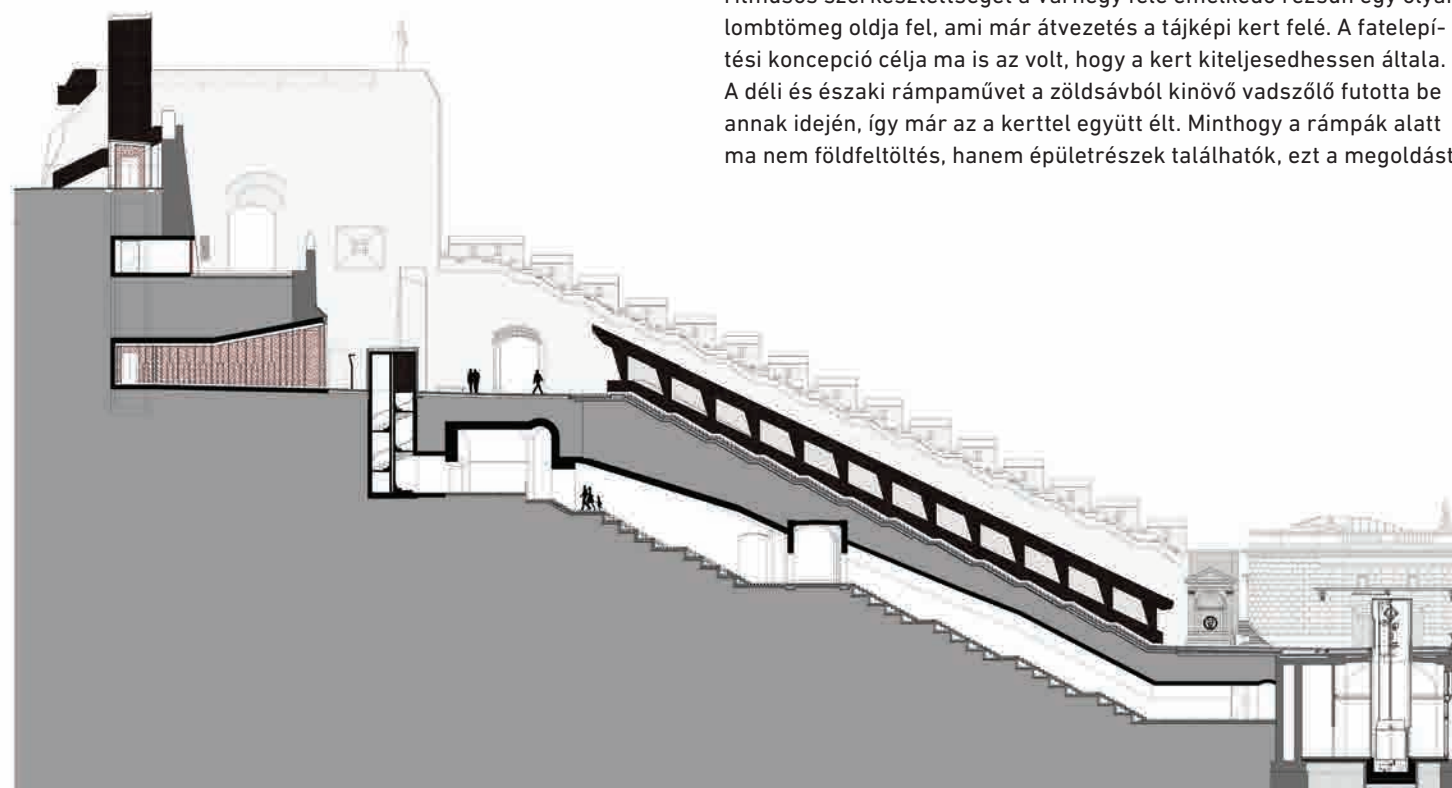 lombtömeg oldja fel, ami már átvezetés a tájképi kert felé. A fatelepí-
tési koncepció célja ma is az volt, hogy a kert kiteljesedhessen általa.
A déli és északi rámpaművet a zöldsávból kinövő vadszőlő futotta be
annak idején, így már az a kerttel együtt élt. Minthogy a rámpák alatt
ma nem földfeltöltés, hanem épületrészek találhatók, ezt a megoldást